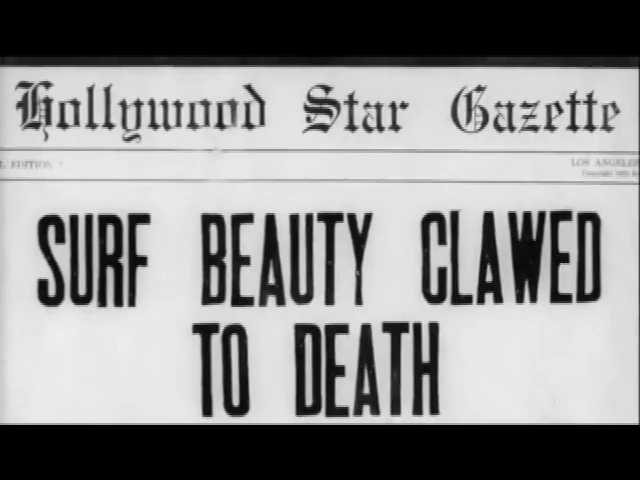 Hollywood Star Gazette
L EDITION
LOS ANGELES
SURF BEAUTY CLAWED
TO DEATH